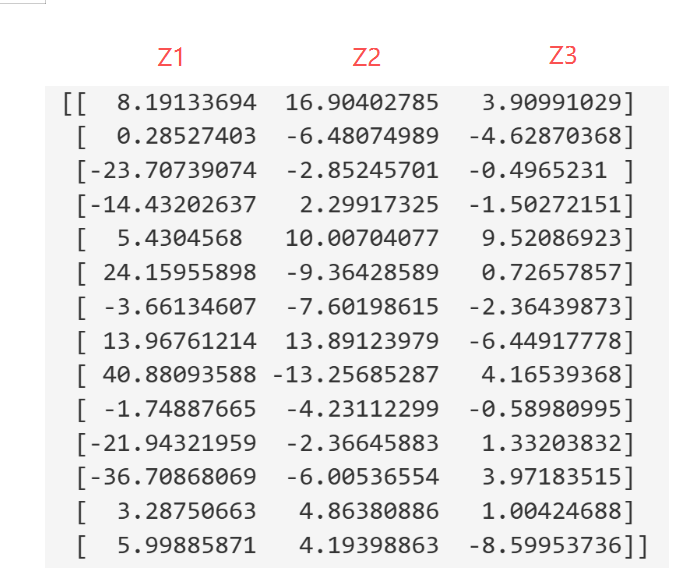 Z1 Z2 Z3
[[  8.19133694  16.90402785   3.90991029]
 [  0.28527403  -6.48074989  -4.62870368]
 [-23.70739074  -2.85245701  -0.4965231 ]
 [-14.43202637   2.29917325  -1.50272151]
 [  5.4304568   10.00704077   9.52086923]
 [ 24.15955898  -9.36428589   0.72657857]
 [ -3.66134607  -7.60198615  -2.36439873]
 [ 13.96761214  13.89123979  -6.44917778]
 [ 40.88093588 -13.25685287   4.16539368]
 [ -1.74887665  -4.23112299  -0.58980995]
 [-21.94321959  -2.36645883   1.33203832]
 [-36.70868069  -6.00536554   3.97183515]
 [  3.28750663   4.86380886   1.00424688]
 [  5.99885871   4.19398863  -8.59953736]]